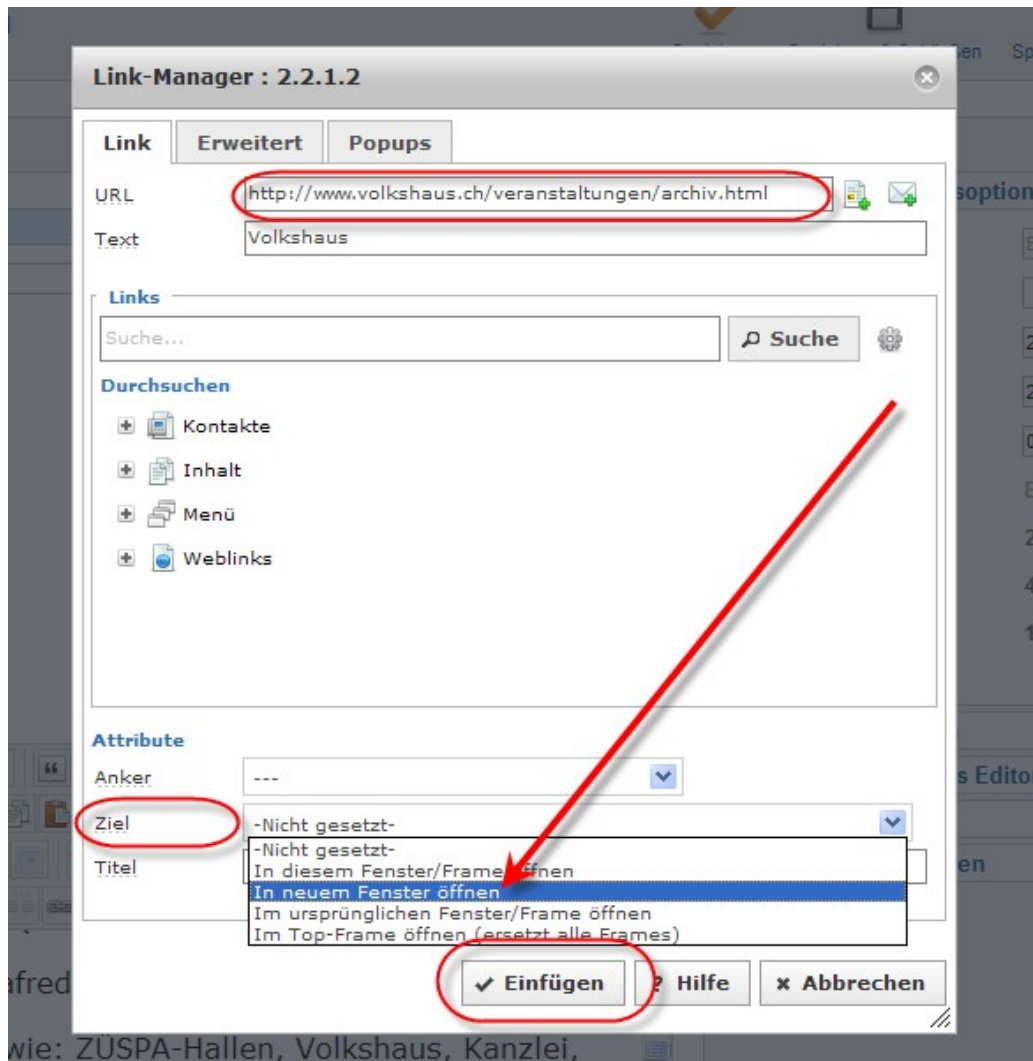 Link-Manager : 2.2.1.2
Link Erweitert Popups
URL http://www.volkshaus.ch/veranstaltungen/archiv.html
Text Volkshaus
Links
Suche... Suche
Durchsuchen
Kontakte
Inhalt
Menü
Weblinks
Attribute
Anker ---
Ziel -Nicht gesetzt-
-Nicht gesetzt-
Titel
In diesem Fenster/Frame öffnen
In neuem Fenster öffnen
Im ursprünglichen Fenster/Frame öffnen
Im Top-Frame öffnen (ersetzt alle Frames)
Einfügen ? Hilfe Abbrechen
afred
wie: ZÜSPA-Hallen, Volkshaus, Kanzlei,